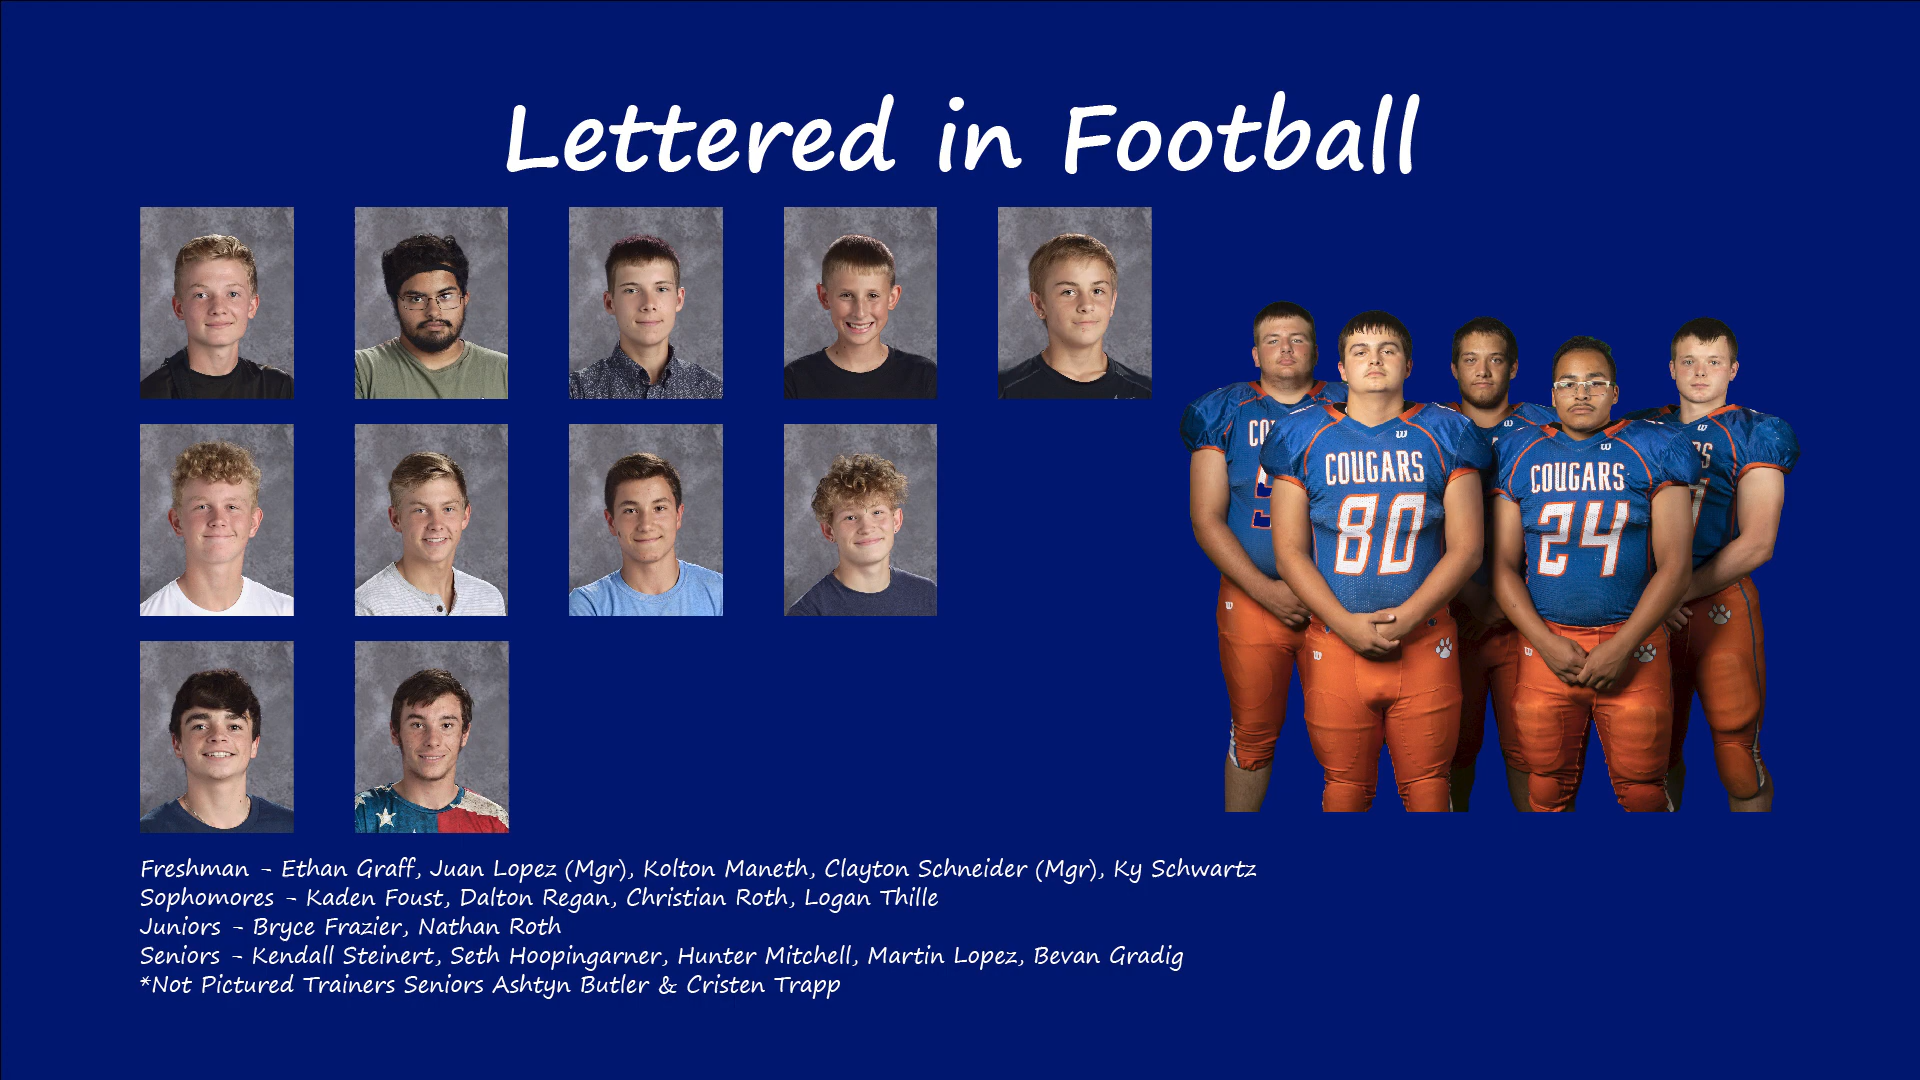 Lettered in Football
COUGARS
80
COUGARS
24
Freshman - Ethan Graff, Juan Lopez (Mgr), Kolton Maneth, Clayton Schneider (Mgr), Ky Schwartz
Sophomores - Kaden Foust, Dalton Regan, Christian Roth, Logan Thille
Juniors - Bryce Frazier, Nathan Roth
Seniors - Kendall Steinert, Seth Hoopingarner, Hunter Mitchell, Martin Lopez, Bevan Gradig
*Not Pictured Trainers Seniors Ashtyn Butler & Cristen Trapp